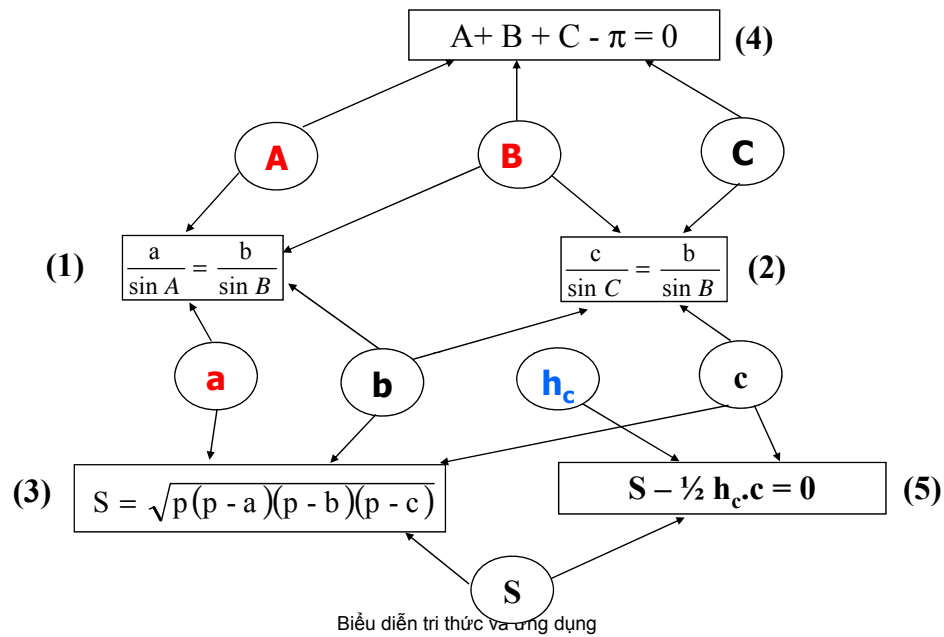 A+ B + C - π = 0 (4)
A B C
(1) a/sin A = b/sin B c/sin C = b/sin B (2)
a b h_c c
(3) S = √p(p - a)(p - b)(p - c) S – ½ h_c.c = 0 (5)
S
Biểu diễn tri thức và ứng dụng